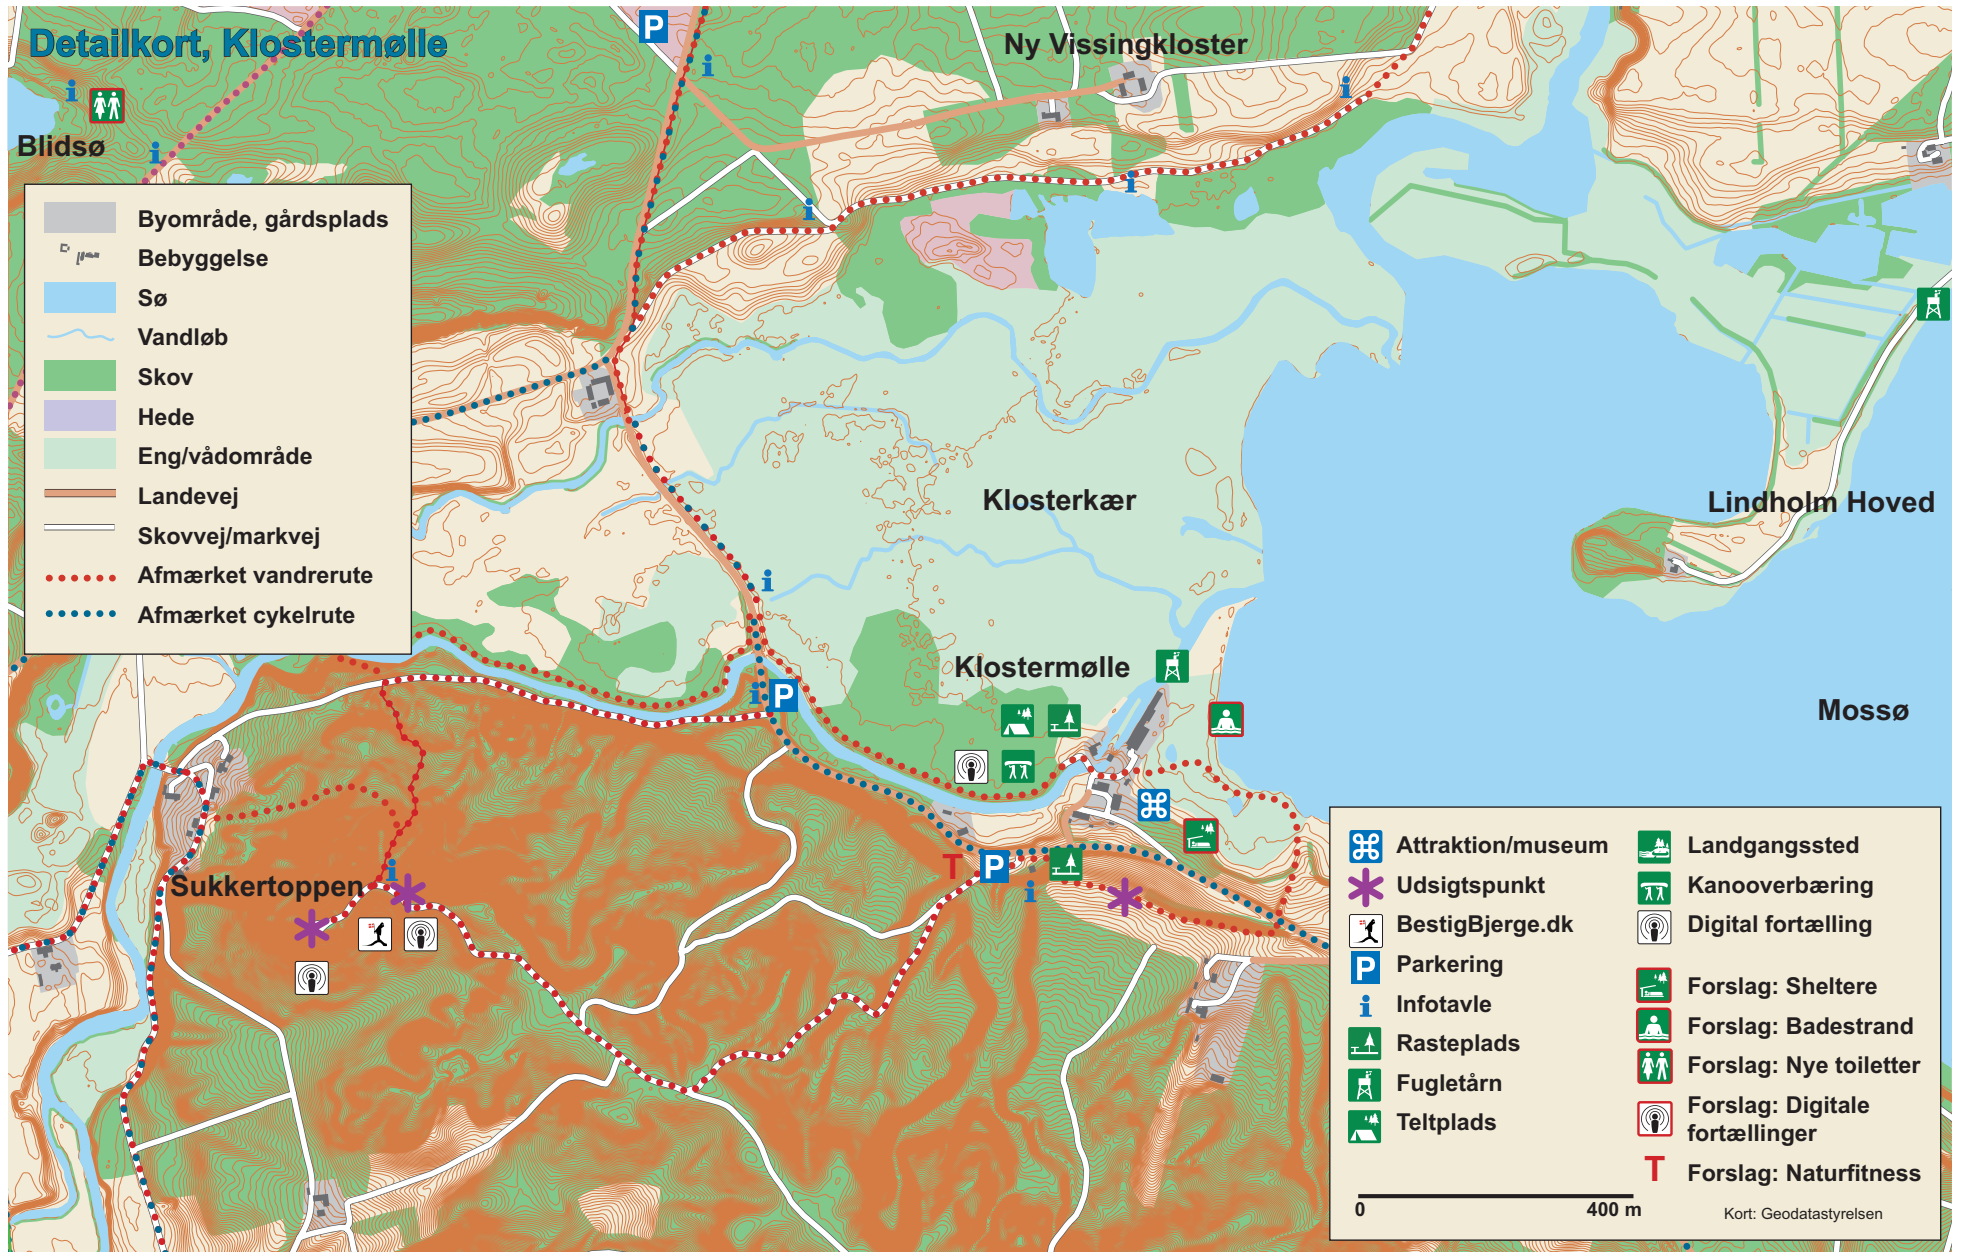 Detailkort, Klostermølle
P
Ny Vissingkloster
Blidsø
Byområde, gårdsplads
Bebyggelse
Sø
Vandløb
Skov
Hede
Eng/vådområde
Landevej
Skovvej/markvej
Afmærket vandrerute
Afmærket cykelrute
Klosterkær
Lindholm Hoved
Klostermølle
P
Mossø
Sukkertoppen
T
P
Attraktion/museum
Udsigtspunkt
BestigBjerge.dk
P
Parkering
Infotavle
Rasteplads
Fugletårn
Teltplads
Landgangssted
Kanooverbæring
Digital fortælling
Forslag: Sheltere
Forslag: Badestrand
Forslag: Nye toiletter
Forslag: Digitale
fortællinger
T
Forslag: Naturfitness
0
400 m
Kort: Geodatastyrelsen